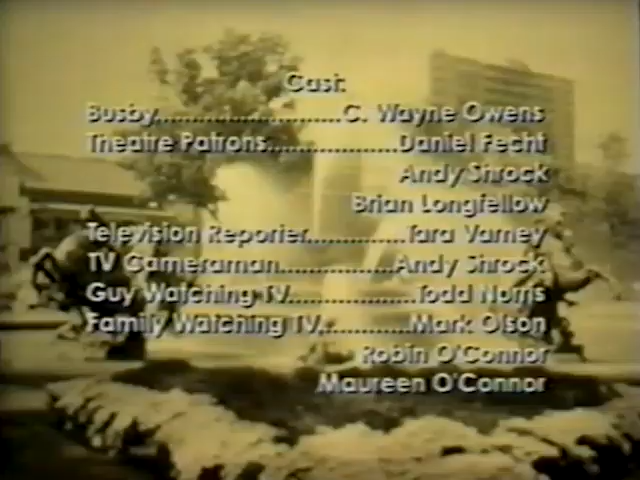 Cast:
Busby.........................C. Wayne Owens
Theatre Patrons..................Daniel Fecht
Andy Shrock
Brian Longfellow
Television Reporter.............Tara Varney
TV Cameraman...............Andy Shrock
Guy Watching TV.................Todd Norris
Family Watching TV............Mark Olson
Robin O'Connor
Maureen O'Connor